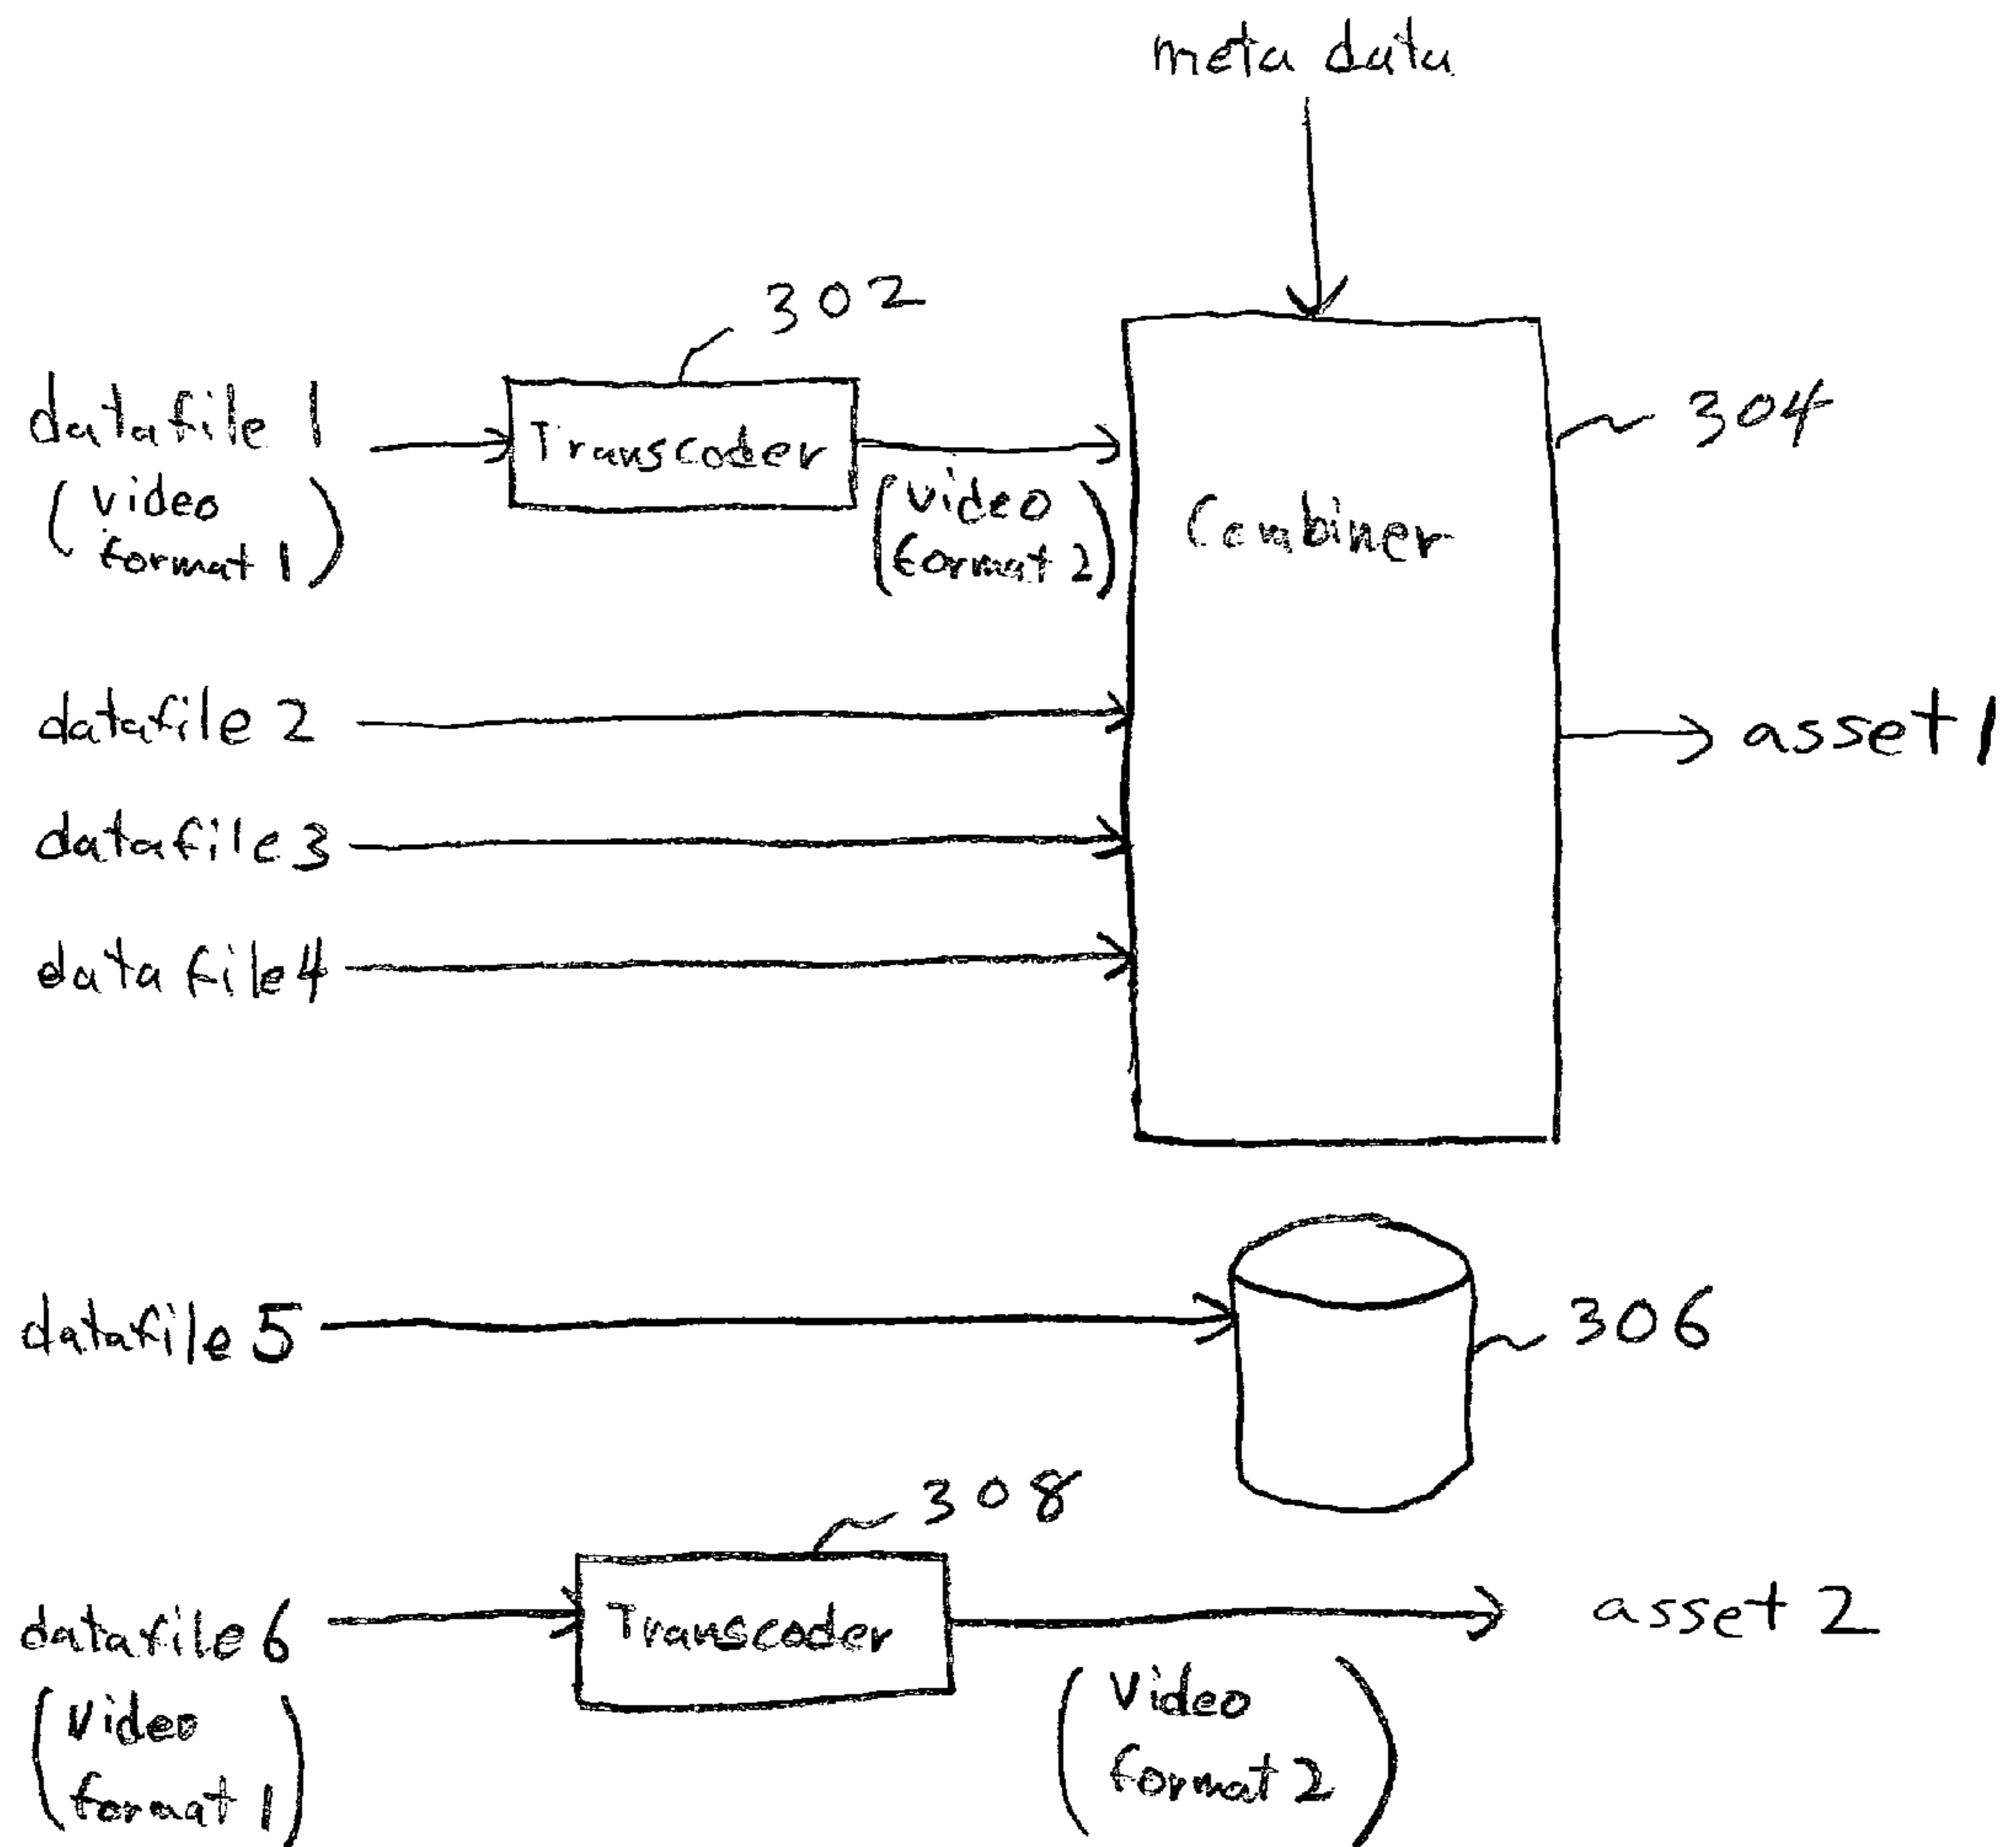 meta data
302
304
datafile 1
(video
format 1)
Transcoder
(video
format 2)
Combiner
datafile 2
asset 1
datafile 3
data file 4
datafile 5
306
308
datafile 6
(Video
format 1)
Transcoder
asset 2
(Video
format 2)